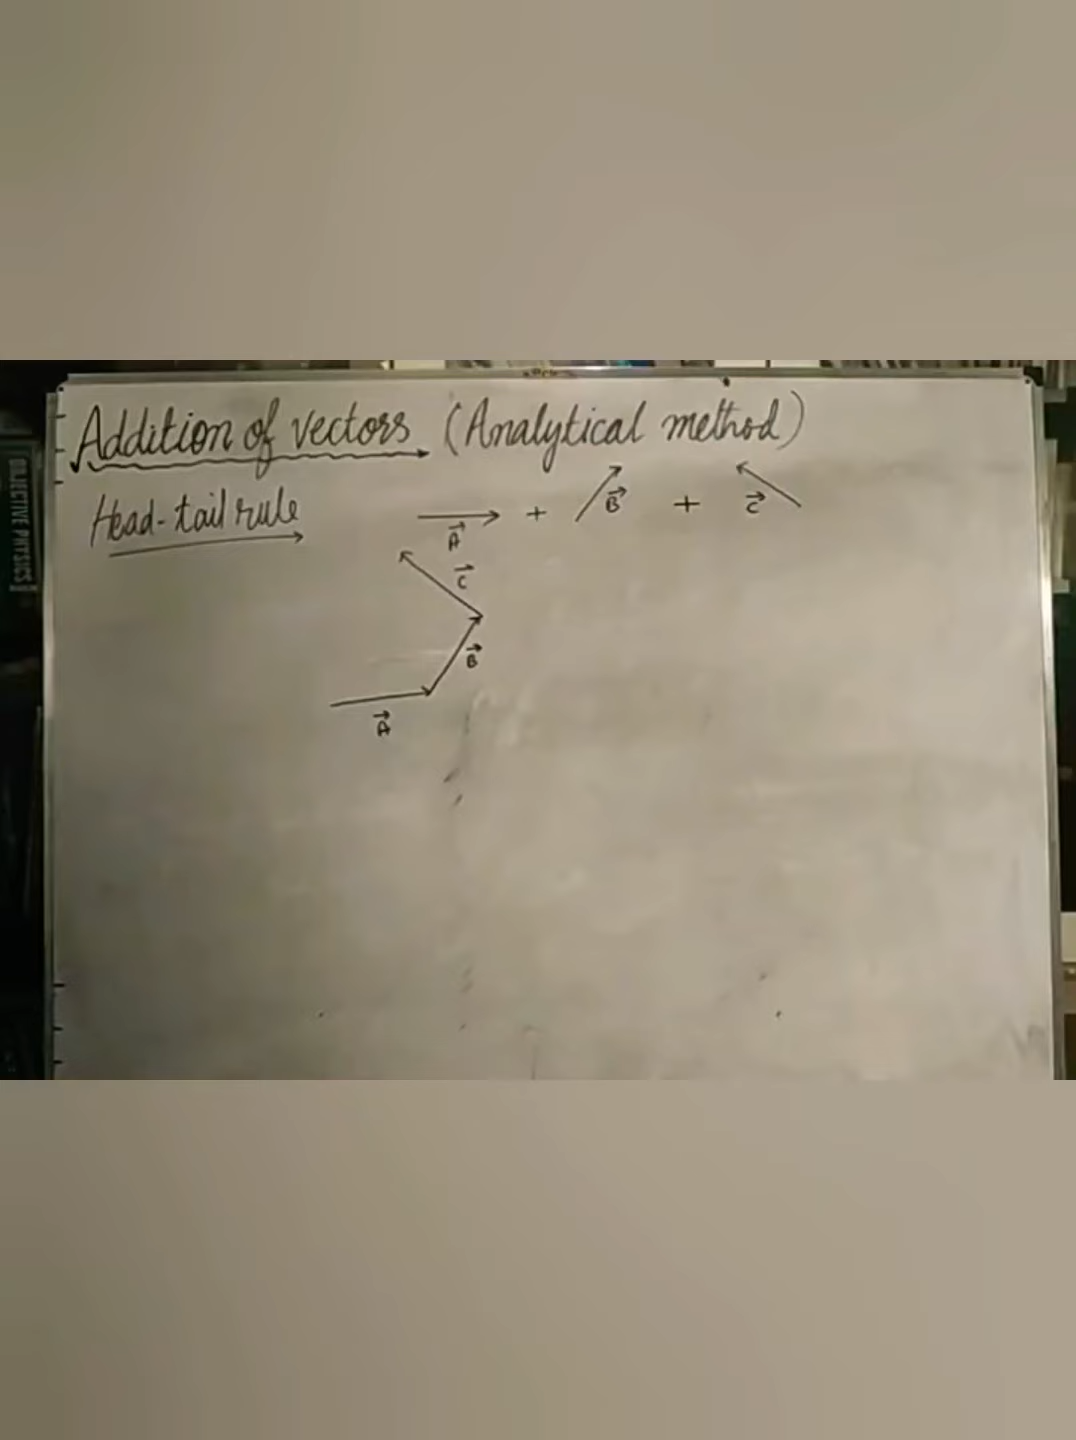 Addition of vectors (Analytical method)
Head-tail rule
A⃗ + B⃗ + C⃗
C⃗
B⃗
A⃗
OBJECTIVE PHYSICS